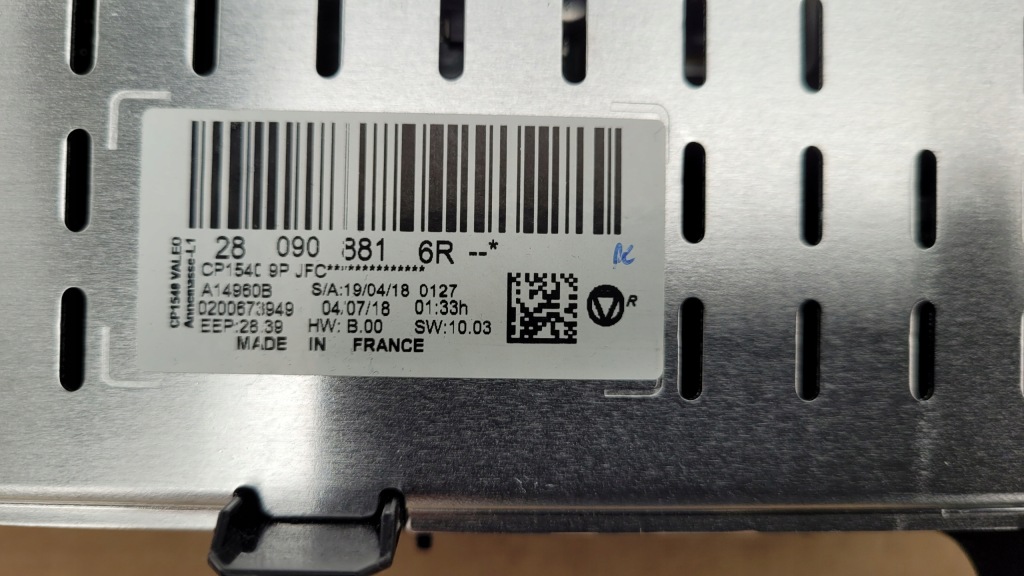 28 090 881 6R --*
CP1540 9P JFC***************
A14960B S/A:19/04/18 0127
0200673949 04.07/18 01:33h
EEP:28.39 HW: B.00 SW:10.03
MADE IN FRANCE
CP1540 VALEO
Annemasse-L1
R